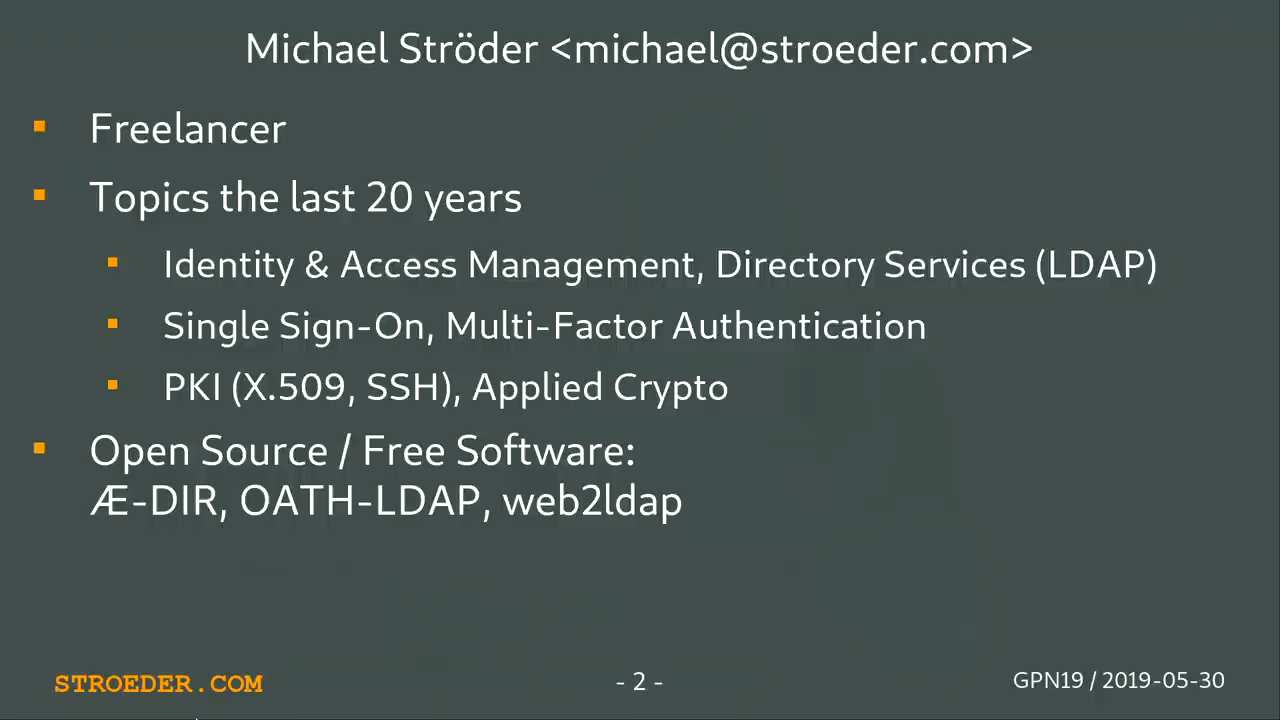 Michael Ströder <michael@stroeder.com>
Freelancer
Topics the last 20 years
Identity & Access Management, Directory Services (LDAP)
Single Sign-On, Multi-Factor Authentication
PKI (X.509, SSH), Applied Crypto
Open Source / Free Software:
Æ-DIR, OATH-LDAP, web2ldap
STROEDER.COM
- 2 -
GPN19 / 2019-05-30